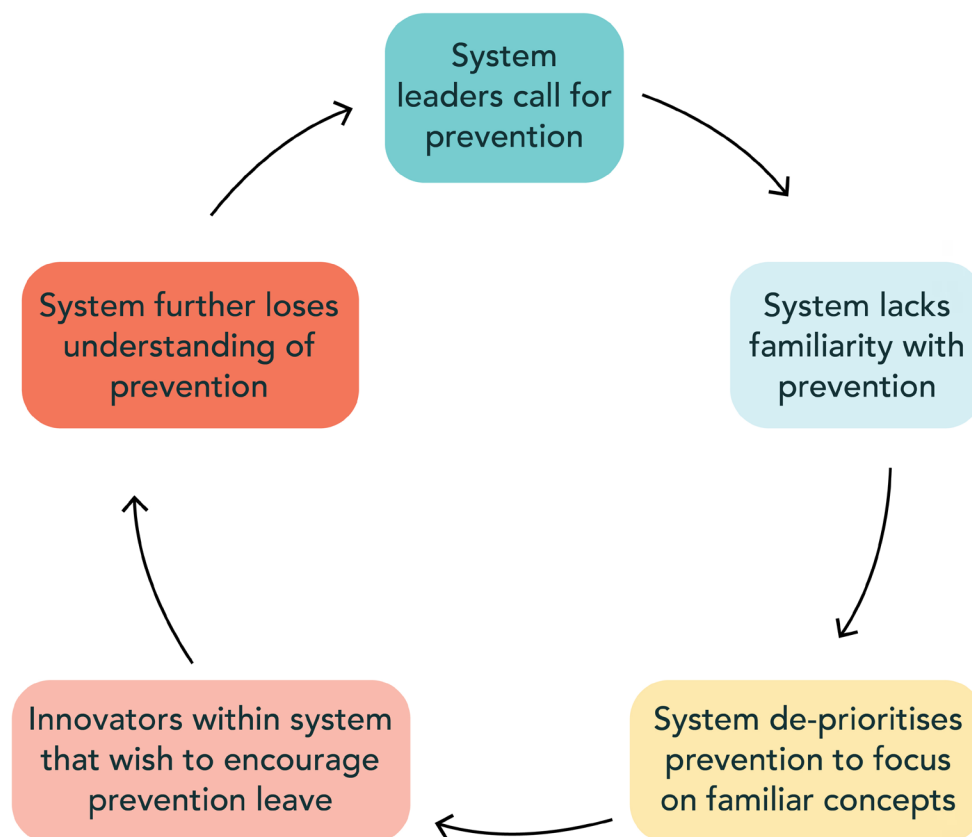 System
leaders call for
prevention
System lacks
familiarity with
prevention
System de-prioritises
prevention to focus
on familiar concepts
Innovators within system
that wish to encourage
prevention leave
System further loses
understanding of
prevention